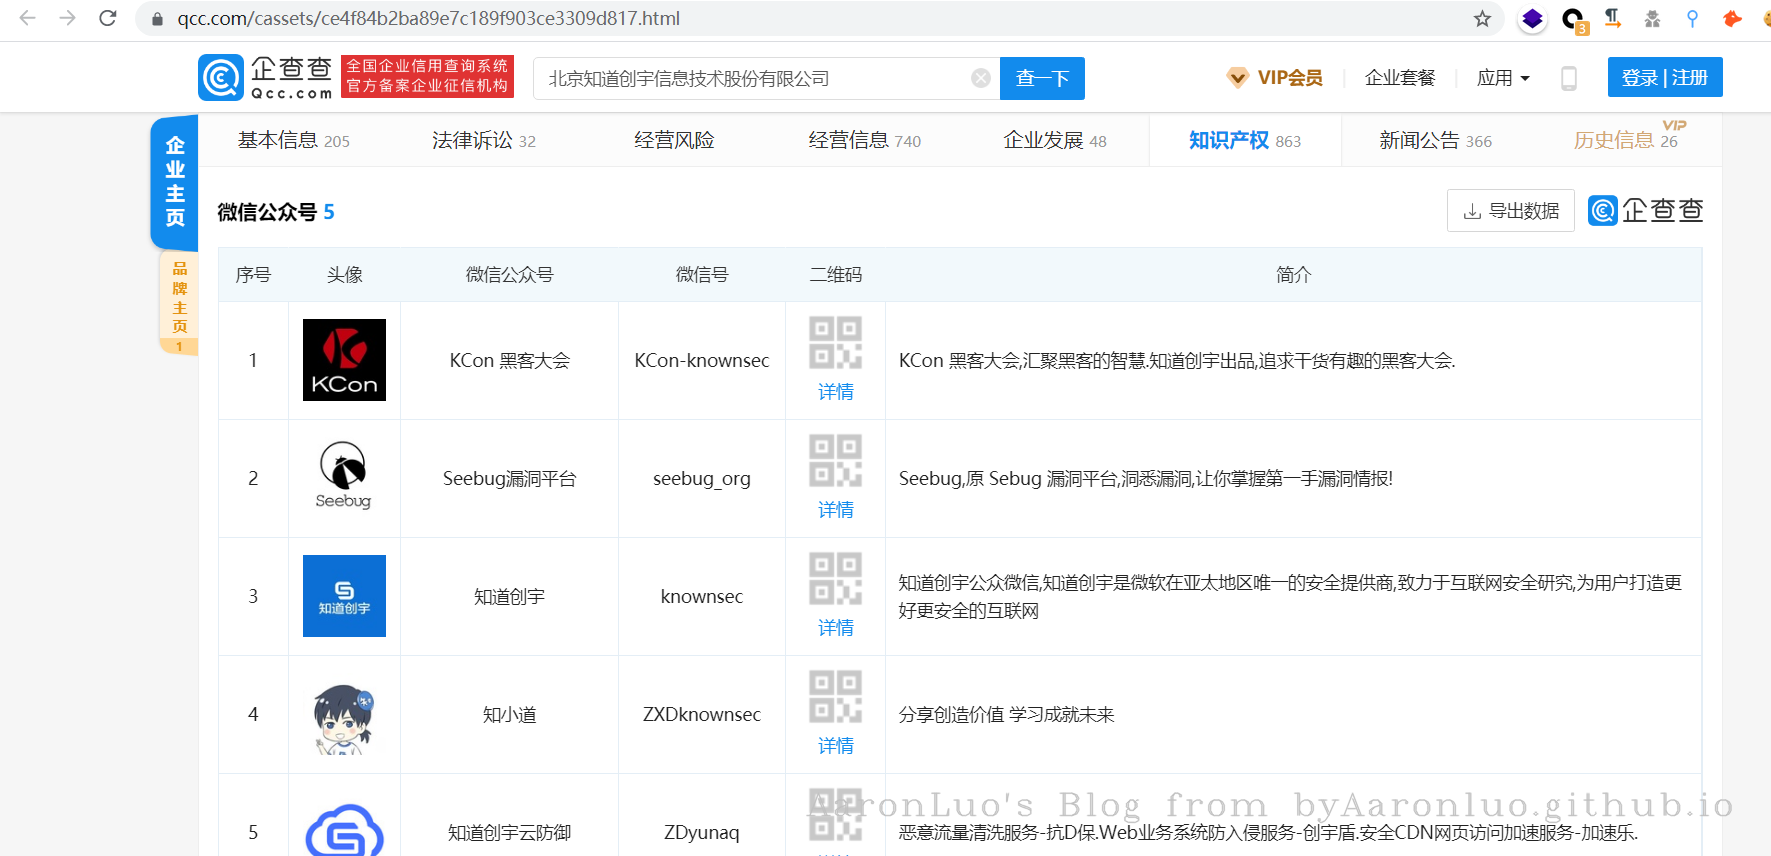 qcc.com/cassets/ce4f84b2ba89e7c189f903ce3309d817.html
3
企查查
Qcc.com
全国企业信用查询系统
官方备案企业征信机构
北京知道创宇信息技术股份有限公司
查一下
VIP会员
企业套餐
应用
登录 | 注册
企业主页
品牌主页
1
基本信息 205
法律诉讼 32
经营风险
经营信息 740
企业发展 48
知识产权 863
新闻公告 366
历史信息 26
VIP
微信公众号 5
导出数据
企查查
序号 头像 微信公众号 微信号 二维码 简介
1 KCon KCon 黑客大会 KCon-knownsec 详情 KCon 黑客大会,汇聚黑客的智慧.知道创宇出品,追求干货有趣的黑客大会.
2 Seebug Seebug漏洞平台 seebug_org 详情 Seebug,原 Sebug 漏洞平台,洞悉漏洞,让你掌握第一手漏洞情报!
3 知道创宇 知道创宇 knownsec 详情 知道创宇公众微信,知道创宇是微软在亚太地区唯一的安全提供商,致力于互联网安全研究,为用户打造更
好更安全的互联网
4 知小道 ZXDknownsec 详情 分享创造价值 学习成就未来
AaronLuo's Blog from byAaronluo.github.io
5 知道创宇云防御 ZDyunaq 恶意流量清洗服务-抗D保.Web业务系统防入侵服务-创宇盾.安全CDN网页访问加速服务-加速乐.